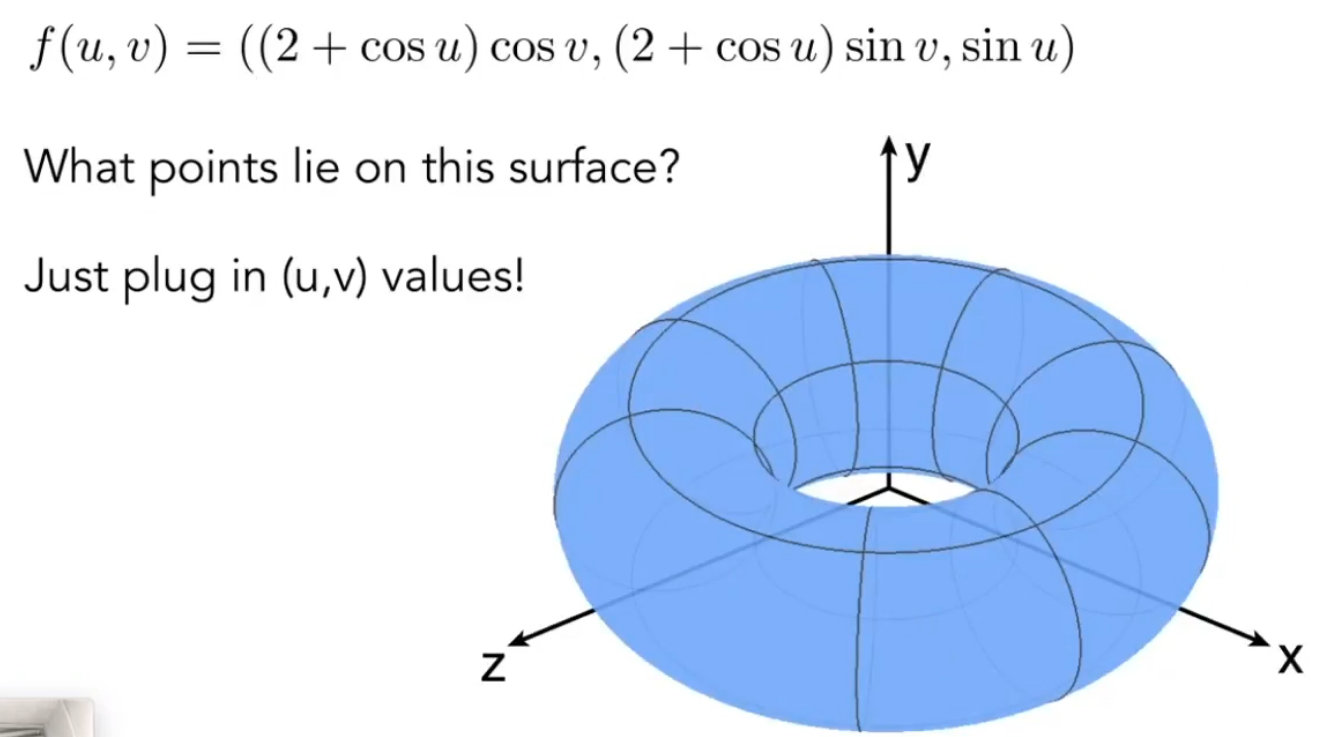 f(u, v) = ((2 + cos u) cos v, (2 + cos u) sin v, sin u)
What points lie on this surface?
y
Just plug in (u,v) values!
z
x